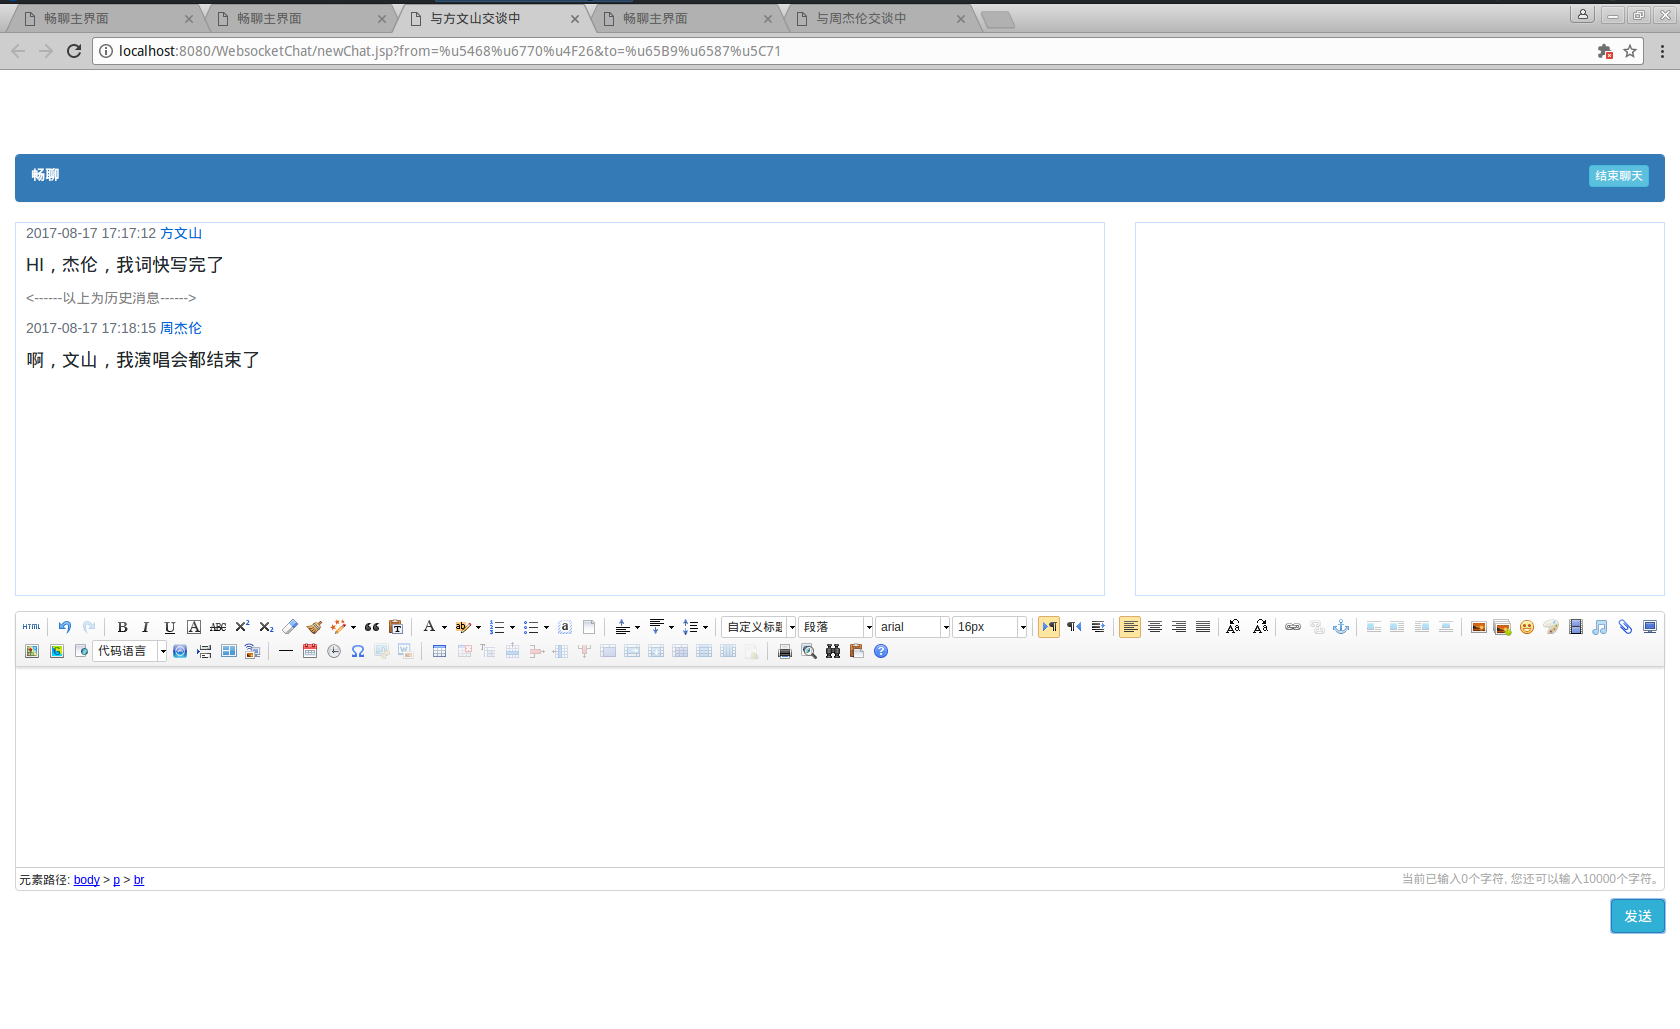 畅聊主界面
畅聊主界面
与方文山交谈中
畅聊主界面
与周杰伦交谈中
localhost:8080/WebsocketChat/newChat.jsp?from=%u5468%u6770%u4F26&to=%u65B9%u6587%u5C71
畅聊
结束聊天
2017-08-17 17:17:12 方文山
HI，杰伦，我词快写完了
<------以上为历史消息------>
2017-08-17 17:18:15 周杰伦
啊，文山，我演唱会都结束了
HTML
自定义标题 段落 arial 16px
代码语言
元素路径: body > p > br
当前已输入0个字符, 您还可以输入10000个字符。
发送